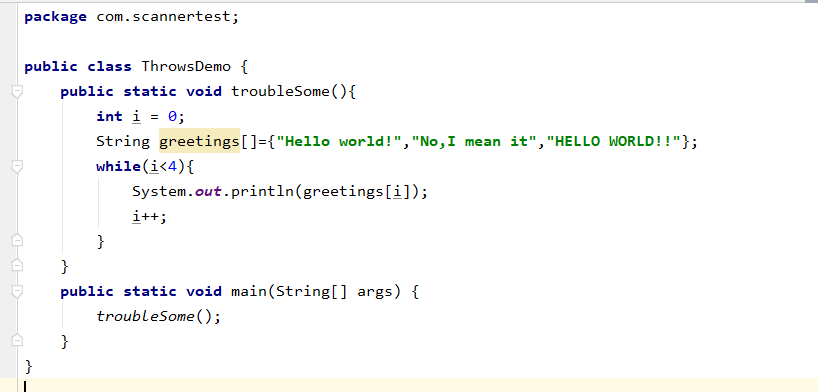 package com.scannertest;
public class ThrowsDemo {
public static void troubleSome(){
int i = 0;
String greetings[]={"Hello world!","No,I mean it","HELLO WORLD!!"};
while(i<4){
System.out.println(greetings[i]);
i++;
}
}
public static void main(String[] args) {
troubleSome();
}
}